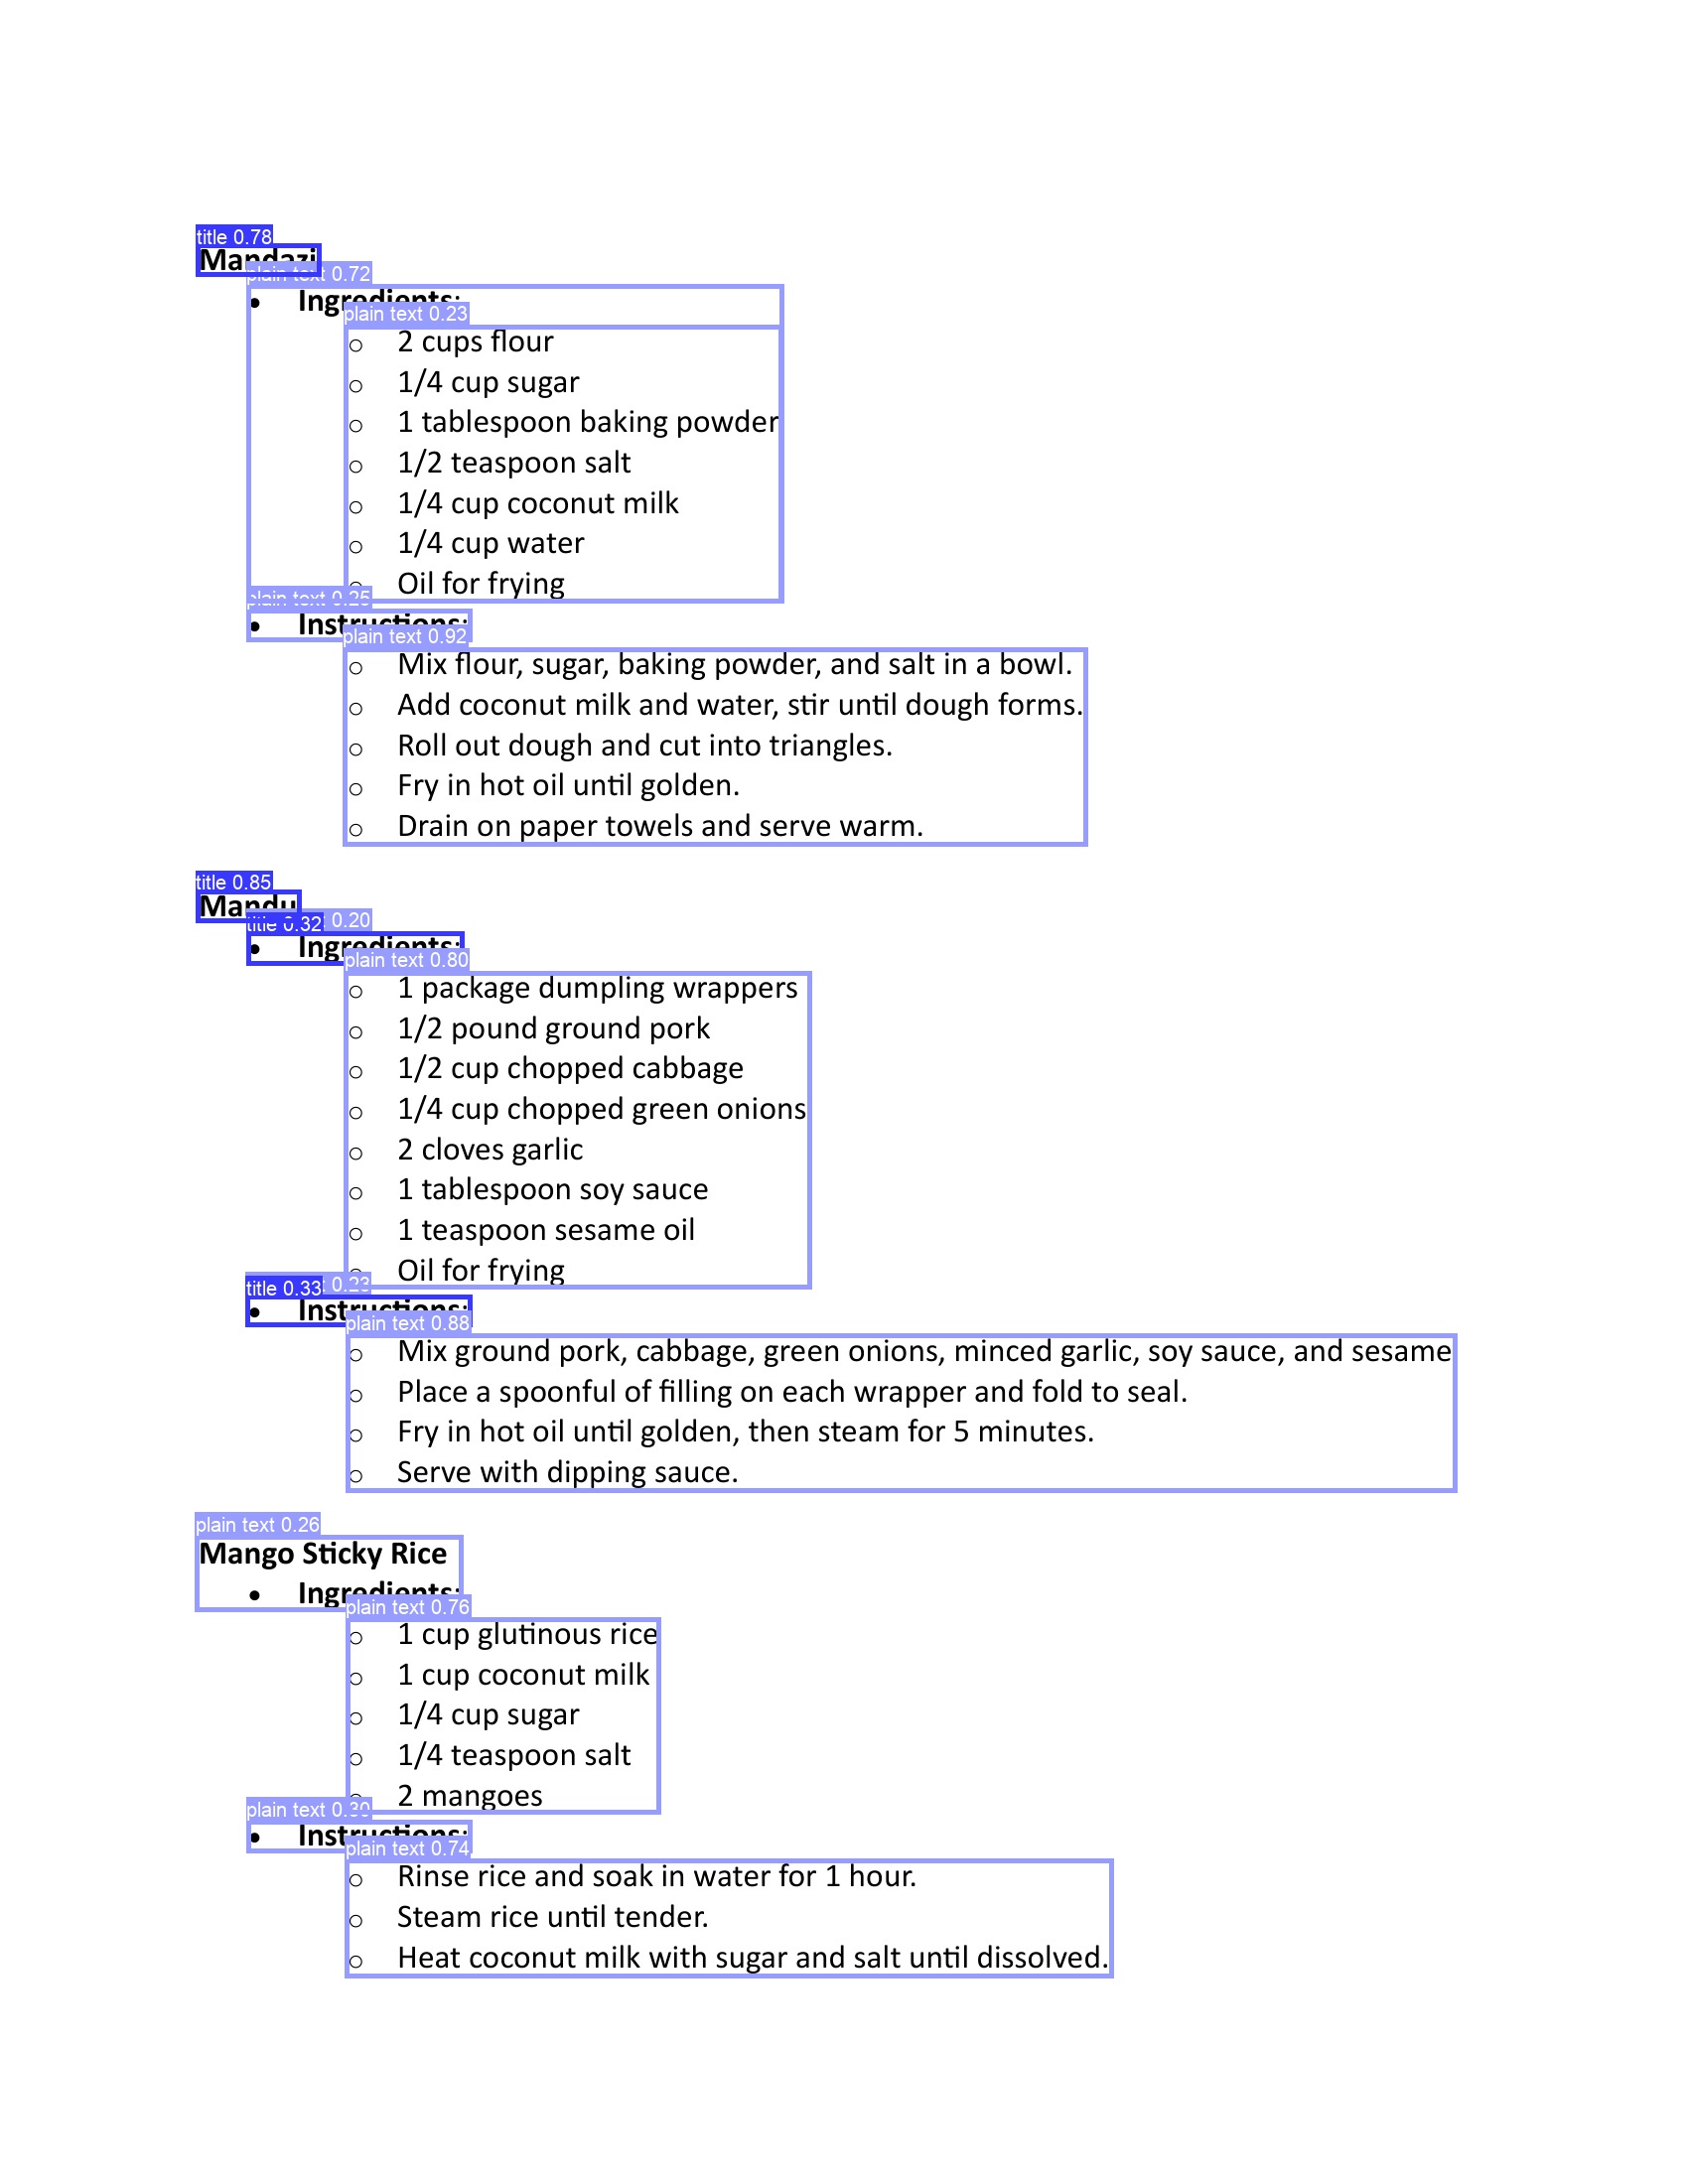 title 0.78
Mandazi
plain text 0.72
• Ingredients:
plain text 0.23
○ 2 cups flour
○ 1/4 cup sugar
○ 1 tablespoon baking powder
○ 1/2 teaspoon salt
○ 1/4 cup coconut milk
○ 1/4 cup water
○ Oil for frying
plain text 0.25
• Instructions:
plain text 0.92
○ Mix flour, sugar, baking powder, and salt in a bowl.
○ Add coconut milk and water, stir until dough forms.
○ Roll out dough and cut into triangles.
○ Fry in hot oil until golden.
○ Drain on paper towels and serve warm.
title 0.85
Mandu
title 0.32 0.20
• Ingredients:
plain text 0.80
○ 1 package dumpling wrappers
○ 1/2 pound ground pork
○ 1/2 cup chopped cabbage
○ 1/4 cup chopped green onions
○ 2 cloves garlic
○ 1 tablespoon soy sauce
○ 1 teaspoon sesame oil
○ Oil for frying
title 0.33 0.23
• Instructions:
plain text 0.88
○ Mix ground pork, cabbage, green onions, minced garlic, soy sauce, and sesame
○ Place a spoonful of filling on each wrapper and fold to seal.
○ Fry in hot oil until golden, then steam for 5 minutes.
○ Serve with dipping sauce.
plain text 0.26
Mango Sticky Rice
• Ingredients:
plain text 0.76
○ 1 cup glutinous rice
○ 1 cup coconut milk
○ 1/4 cup sugar
○ 1/4 teaspoon salt
○ 2 mangoes
plain text 0.30
• Instructions:
plain text 0.74
○ Rinse rice and soak in water for 1 hour.
○ Steam rice until tender.
○ Heat coconut milk with sugar and salt until dissolved.